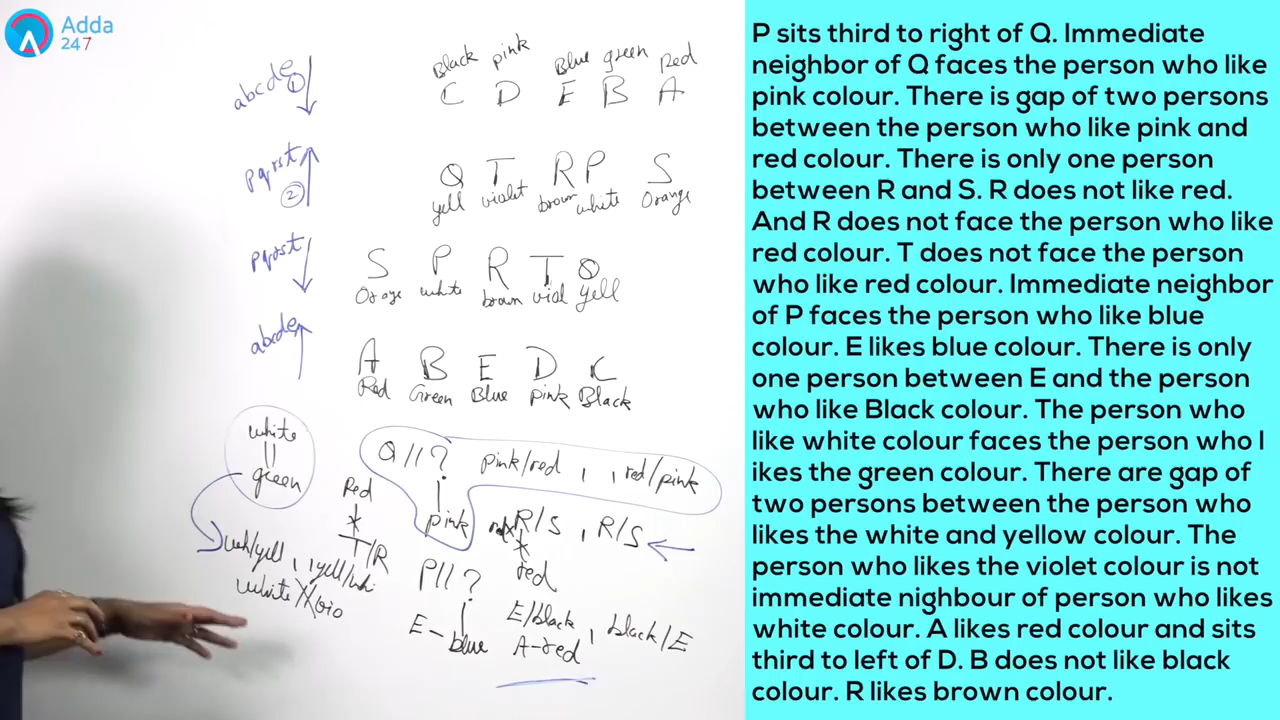 Adda
247
Black pink Blue green Red
abcde 1 C D E B A
pqrst 2 Q T R P S
yell violet brown white Orange
pqrst S P R T Q
Orange white brown viol yell
abcde A B E D C
Red Green Blue pink Black
white
||
green
Q//? pink/red , , red/pink
pink
Red
T/R
R/S , R/S
red
wh/yell , , yell/wh
white X vio
P//?
E-blue
E/black , black/E
A-red
P sits third to right of Q. Immediate
neighbor of Q faces the person who like
pink colour. There is gap of two persons
between the person who like pink and
red colour. There is only one person
between R and S. R does not like red.
And R does not face the person who like
red colour. T does not face the person
who like red colour. Immediate neighbor
of P faces the person who like blue
colour. E likes blue colour. There is only
one person between E and the person
who like Black colour. The person who
like white colour faces the person who l
ikes the green colour. There are gap of
two persons between the person who
likes the white and yellow colour. The
person who likes the violet colour is not
immediate nighbour of person who likes
white colour. A likes red colour and sits
third to left of D. B does not like black
colour. R likes brown colour.